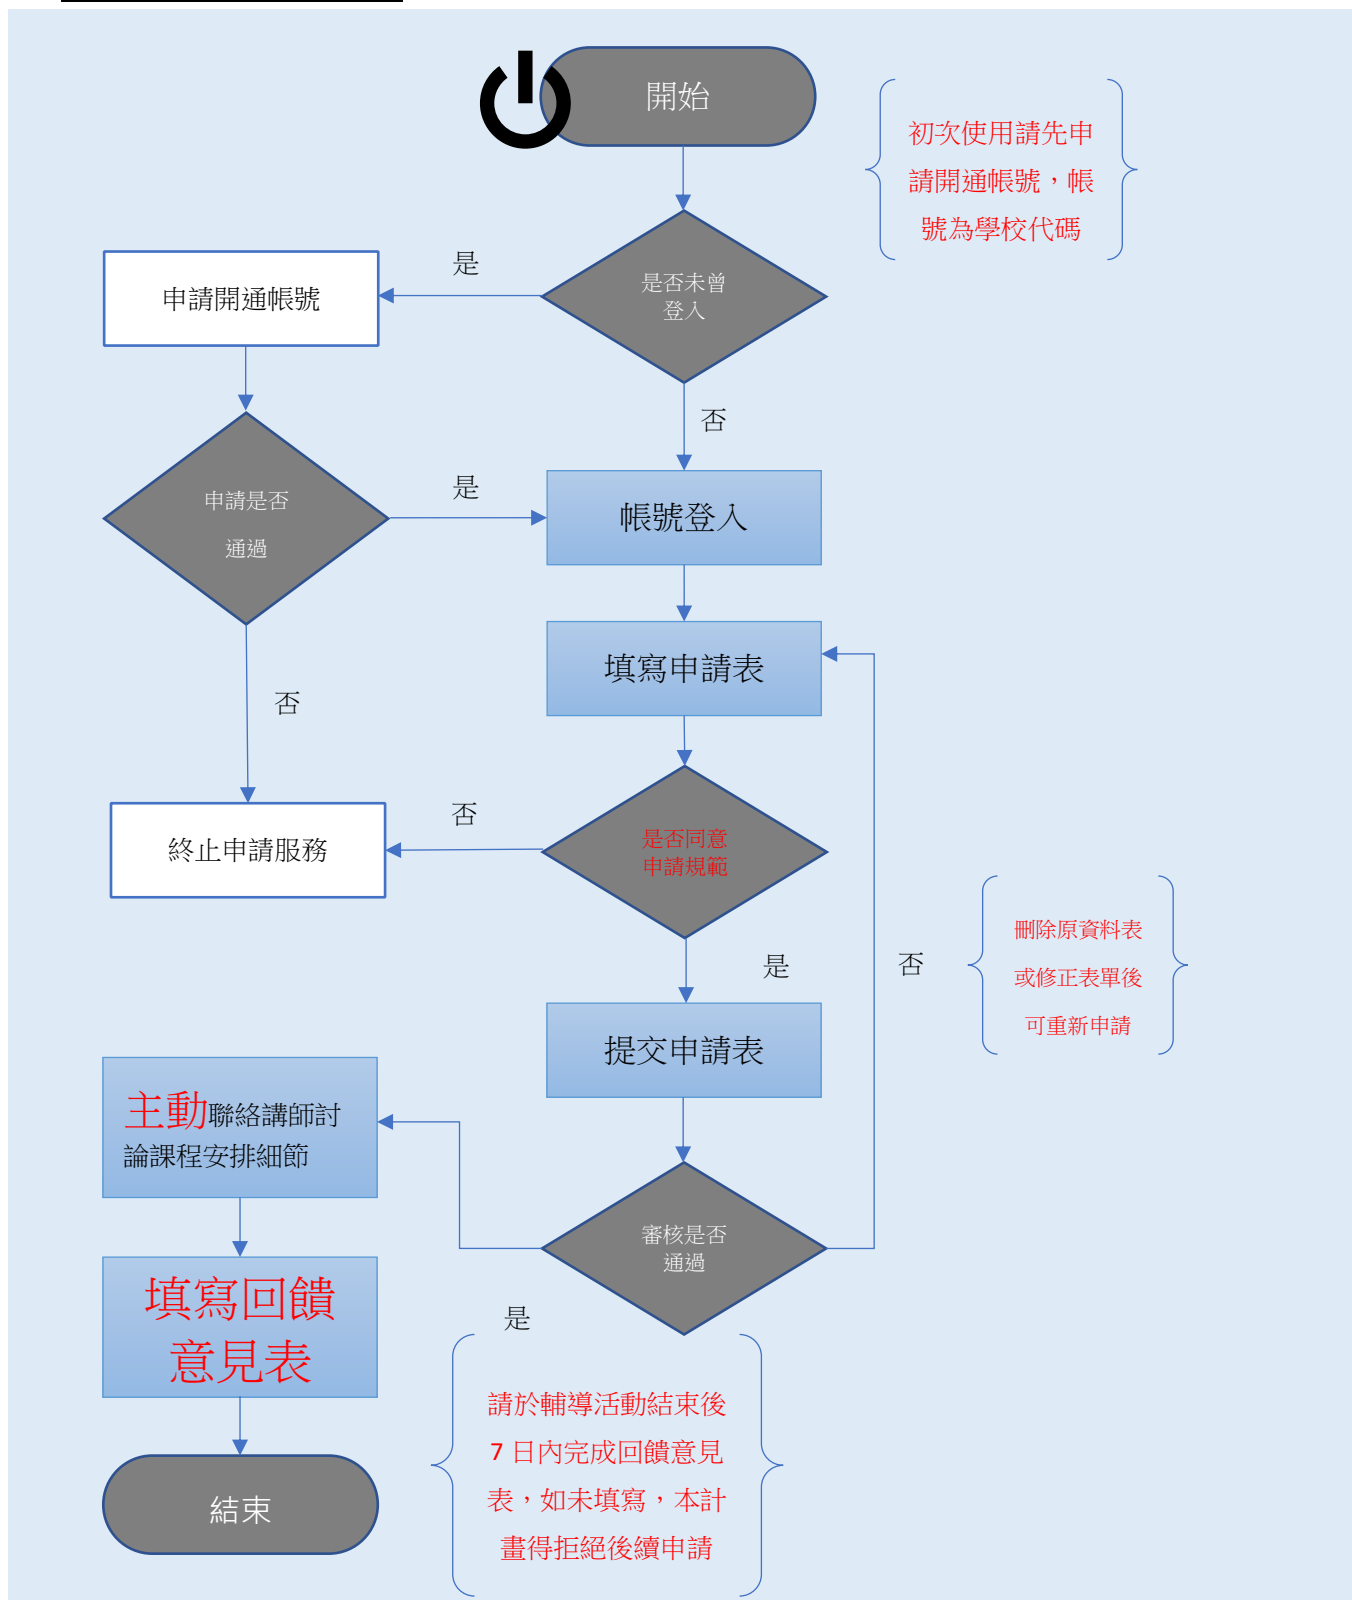 開始
初次使用請先申
請開通帳號，帳
號為學校代碼
是
是否未曾
登入
申請開通帳號
否
申請是否
通過
是
帳號登入
填寫申請表
否
否
是否同意
申請規範
終止申請服務
是
否
刪除原資料表
或修正表單後
可重新申請
提交申請表
主動聯絡講師討
論課程安排細節
審核是否
通過
填寫回饋
意見表
是
請於輔導活動結束後
7 日內完成回饋意見
表，如未填寫，本計
畫得拒絕後續申請
結束